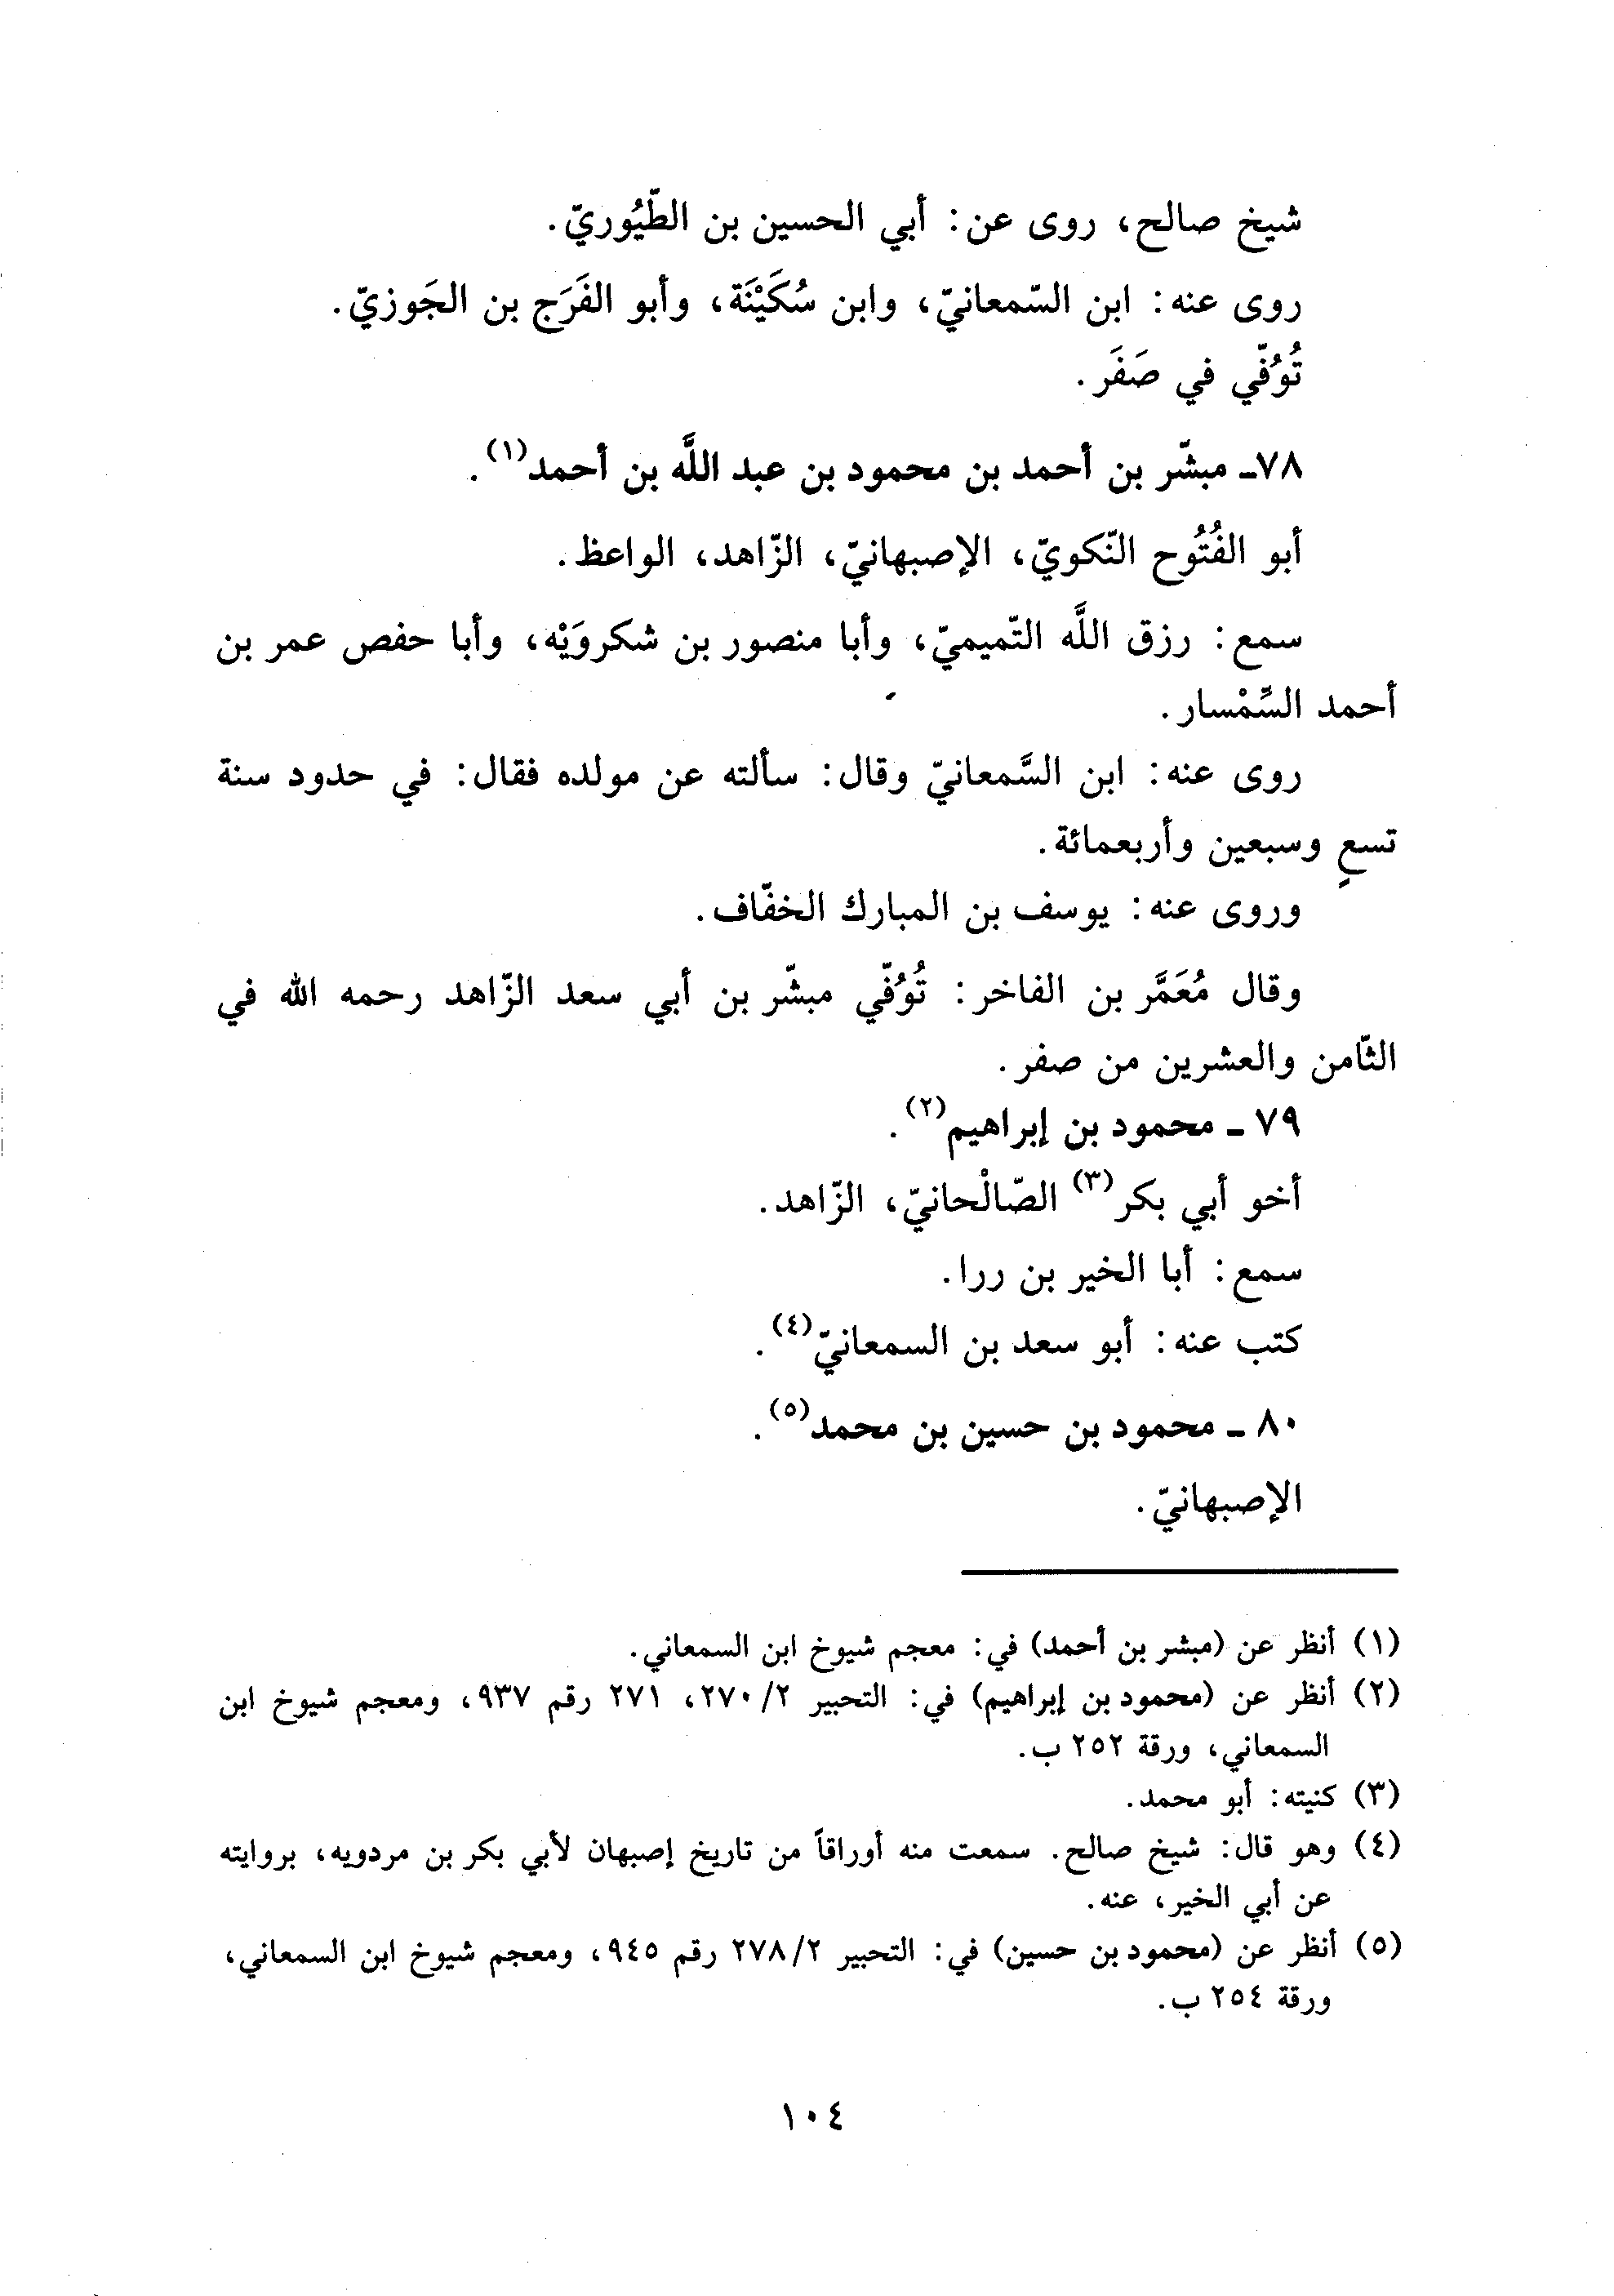 شيخ صالح، روى عن: أبي الحسين بن الطّيُوريّ.
روى عنه: ابن السّمعانيّ، وابن سُكَيْنَة، وأبو الفَرَج بن الجَوزيّ.
تُوُفّي في صَفَر.
٧٨ـ مبشّر بن أحمد بن محمود بن عبد اللَّه بن أحمد(١).
أبو الفُتُوح النّكويّ، الإصبهانيّ، الزّاهد، الواعظ.
سمع: رزق اللَّه التّميميّ، وأبا منصور بن شكروَيْه، وأبا حفص عمر بن
أحمد السِّمْسار.
روى عنه: ابن السَّمعانيّ وقال: سألته عن مولده فقال: في حدود سنة
تسعٍ وسبعين وأربعمائة.
وروى عنه: يوسف بن المبارك الخفّاف.
وقال مُعَمَّر بن الفاخر: تُوُفّي مبشّر بن أبي سعد الزّاهد رحمه الله في
الثّامن والعشرين من صفر.
٧٩ ـ محمود بن إبراهيم(٢).
أخو أبي بكر(٣) الصّالْحانيّ، الزّاهد.
سمع: أبا الخير بن ررا.
كتب عنه: أبو سعد بن السمعانيّ(٤).
٨٠ ـ محمود بن حسين بن محمد(٥).
الإصبهانيّ.
(١) أنظر عن (مبشر بن أحمد) في: معجم شيوخ ابن السمعاني.
(٢) أنظر عن (محمود بن إبراهيم) في: التحبير ٢/ ٢٧٠، ٢٧١ رقم ٩٣٧، ومعجم شيوخ ابن
السمعاني، ورقة ٢٥٢ ب.
(٣) كنيته: أبو محمد.
(٤) وهو قال: شيخ صالح. سمعت منه أوراقاً من تاريخ إصبهان لأبي بكر بن مردويه، بروايته
عن أبي الخير، عنه.
(٥) أنظر عن (محمود بن حسين) في: التحبير ٢/ ٢٧٨ رقم ٩٤٥، ومعجم شيوخ ابن السمعاني،
ورقة ٢٥٤ ب.
١٠٤